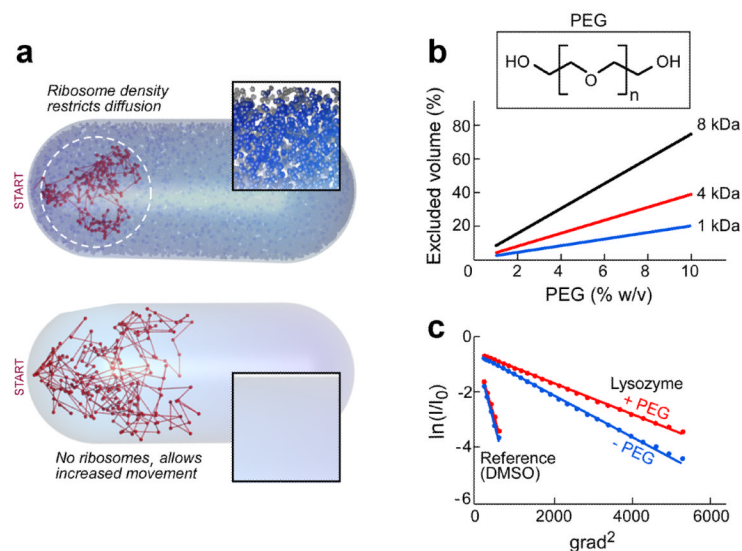 a
Ribosome density
restricts diffusion
START
START
No ribosomes, allows
increased movement
b
PEG
HO
O
n
OH
Excluded volume (%)
80
60
40
20
2
4
6
8
10
PEG (% w/v)
8 kDa
4 kDa
1 kDa
c
ln(I/I0)
-0
-2
-4
-6
0
2000
4000
6000
grad²
Lysozyme
+ PEG
- PEG
Reference
(DMSO)